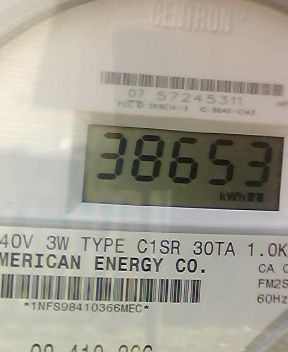 CENTRON
07 57245311
38653
kWh
40V 3W TYPE C1SR 30TA 1.0K
MERICAN ENERGY CO.
CA
FM2S
60Hz
*1NFS98410366MEC*